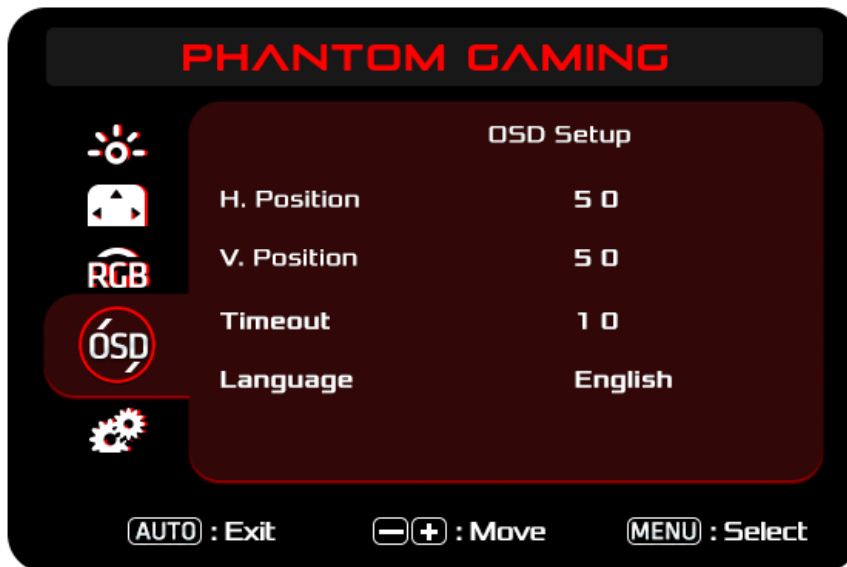 PHANTOM GAMING
OSD Setup
H. Position 50
V. Position 50
RGB
Timeout 10
OSD
Language English
AUTO : Exit - + : Move MENU : Select